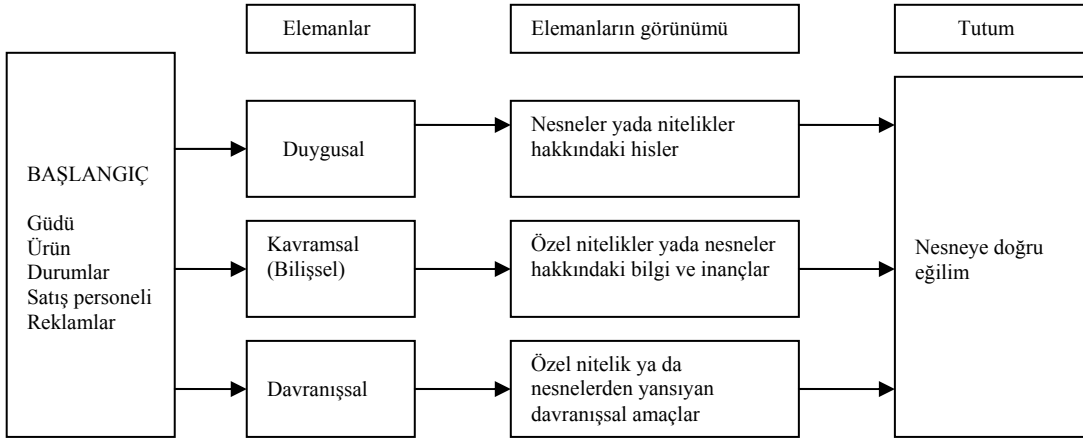 Elemanlar
Elemanların görünümü
Tutum
BAŞLANGIÇ
Güdü
Ürün
Durumlar
Satış personeli
Reklamlar
Duygusal
Nesneler yada nitelikler
hakkındaki hisler
Kavramsal
(Bilişsel)
Özel nitelikler yada nesneler
hakkındaki bilgi ve inançlar
Davranışsal
Özel nitelik ya da
nesnelerden yansıyan
davranışsal amaçlar
Nesneye doğru
eğilim